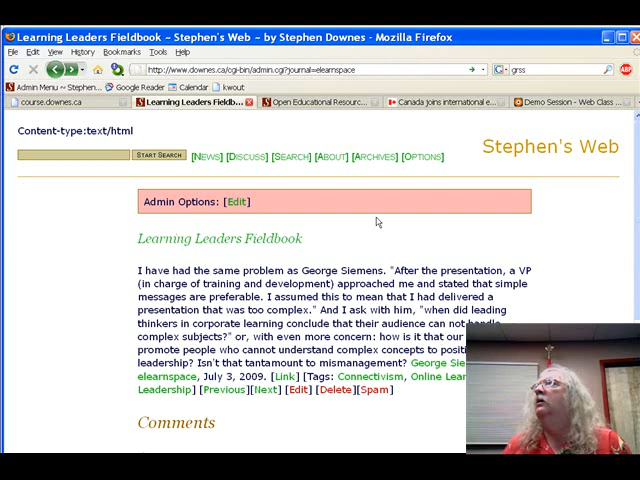 Learning Leaders Fieldbook ~ Stephen's Web ~ by Stephen Downes - Mozilla Firefox
File Edit View History Bookmarks Tools Help
http://www.downes.ca/cgi-bin/admin.cgi?journal=elearnspace
grss
ABP
Admin Menu ~ Stephen... Google Reader Calendar kwout
course.downes.ca
Learning Leaders Fieldb...
Open Educational Resourc...
Canada joins international e...
Demo Session - Web Class ...
Content-type:text/html
Stephen's Web
START SEARCH [NEWS] [DISCUSS] [SEARCH] [ABOUT] [ARCHIVES] [OPTIONS]
Admin Options: [Edit]
Learning Leaders Fieldbook
I have had the same problem as George Siemens. "After the presentation, a VP
(in charge of training and development) approached me and stated that simple
messages are preferable. I assumed this to mean that I had delivered a
presentation that was too complex." And I ask with him, "when did leading
thinkers in corporate learning conclude that their audience can not handle
complex subjects?" or, with even more concern: how is it that our
promote people who cannot understand complex concepts to positi
leadership? Isn't that tantamount to mismanagement? George Sie
elearnspace, July 3, 2009. [Link] [Tags: Connectivism, Online Lear
Leadership] [Previous][Next] [Edit] [Delete][Spam]
Comments